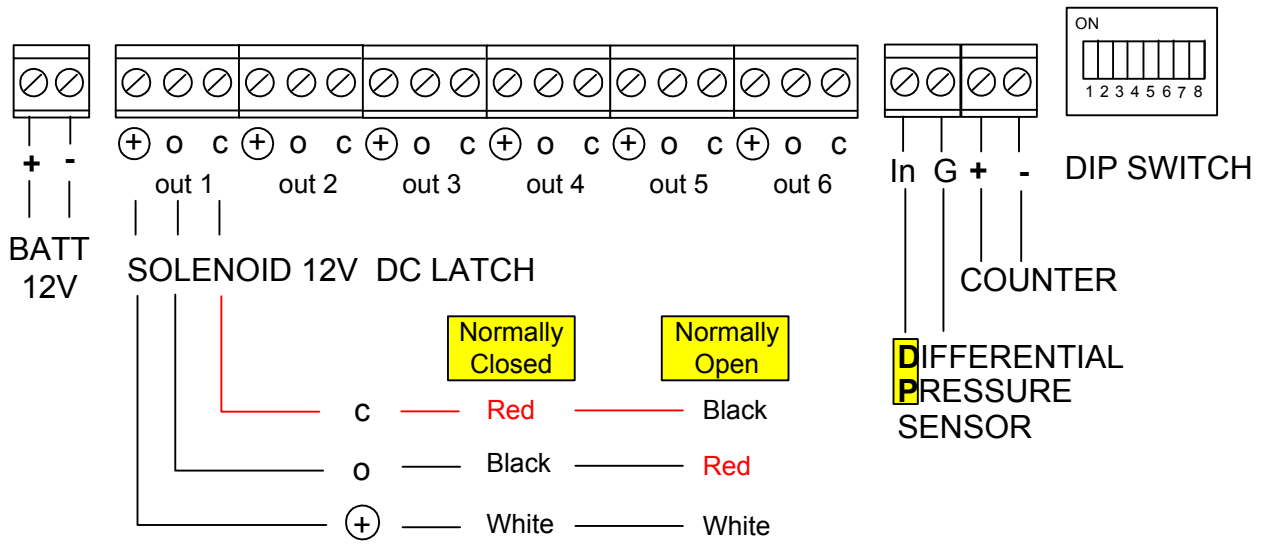 ON
1 2 3 4 5 6 7 8
+ o c + o c + o c + o c + o c + o c
+ -
out 1 out 2 out 3 out 4 out 5 out 6
In G + -
DIP SWITCH
BATT
12V
SOLENOID 12V DC LATCH
COUNTER
Normally
Closed
Normally
Open
DIFFERENTIAL
PRESSURE
SENSOR
c Red Black
o Black Red
+ White White